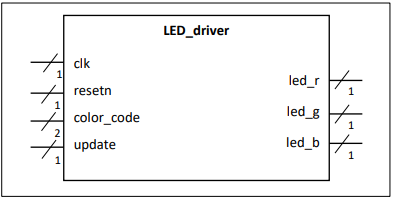 LED_driver
clk
1
resetn
1
color_code
2
update
1
led_r
1
led_g
1
led_b
1